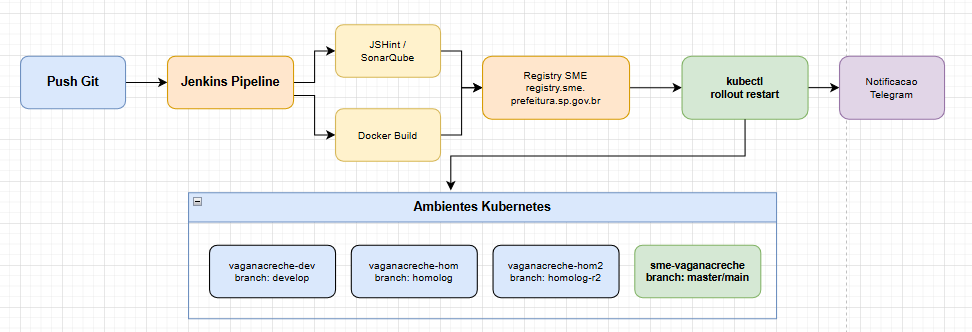 Push Git
Jenkins Pipeline
JSHint /
SonarQube
Docker Build
Registry SME
registry.sme.
prefeitura.sp.gov.br
kubectl
rollout restart
Notificacao
Telegram
Ambientes Kubernetes
vaganacreche-dev
branch: develop
vaganacreche-hom
branch: homolog
vaganacreche-hom2
branch: homolog-r2
sme-vaganacreche
branch: master/main